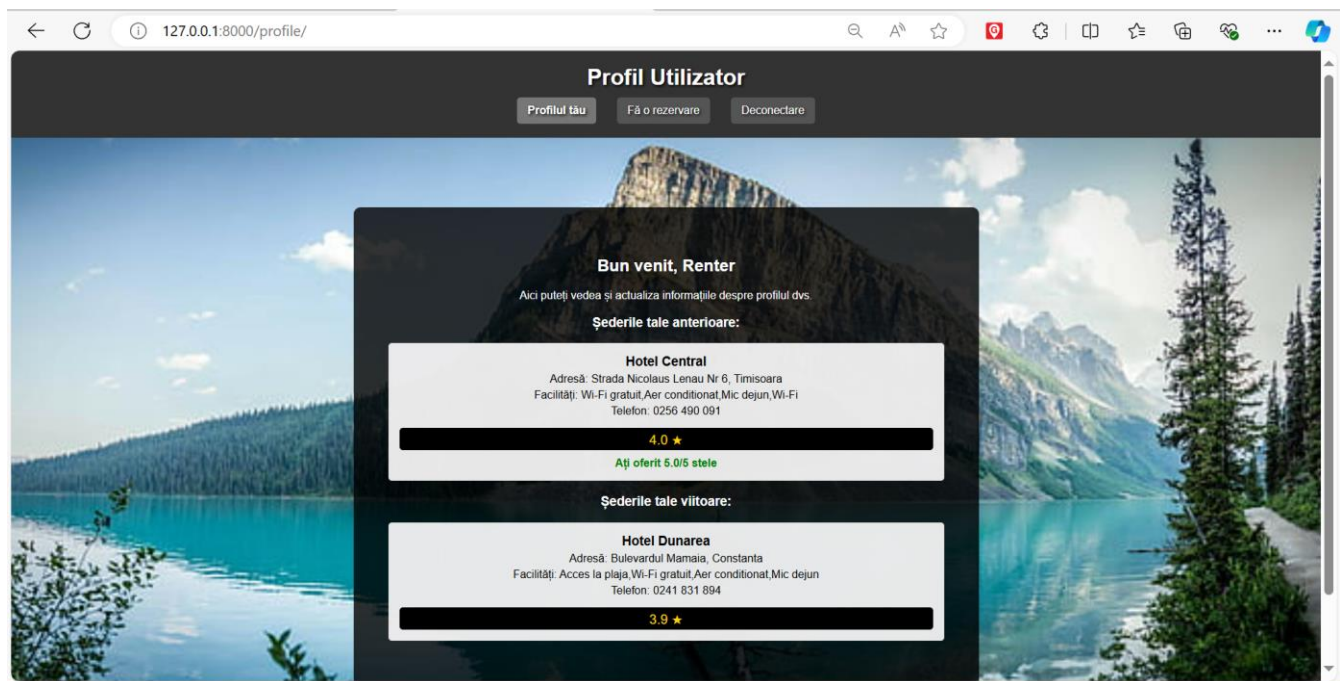 127.0.0.1:8000/profile/
Profil Utilizator
Profilul tău
Fă o rezervare
Deconectare
Bun venit, Renter
Aici puteți vedea și actualiza informațiile despre profilul dvs.
Șederile tale anterioare:
Hotel Central
Adresă: Strada Nicolaus Lenau Nr 6, Timisoara
Facilități: Wi-Fi gratuit,Aer conditionat,Mic dejun,Wi-Fi
Telefon: 0256 490 091
4.0 ★
Ați oferit 5.0/5 stele
Șederile tale viitoare:
Hotel Dunarea
Adresă: Bulevardul Mamaia, Constanta
Facilități: Acces la plaja,Wi-Fi gratuit,Aer conditionat,Mic dejun
Telefon: 0241 831 894
3.9 ★